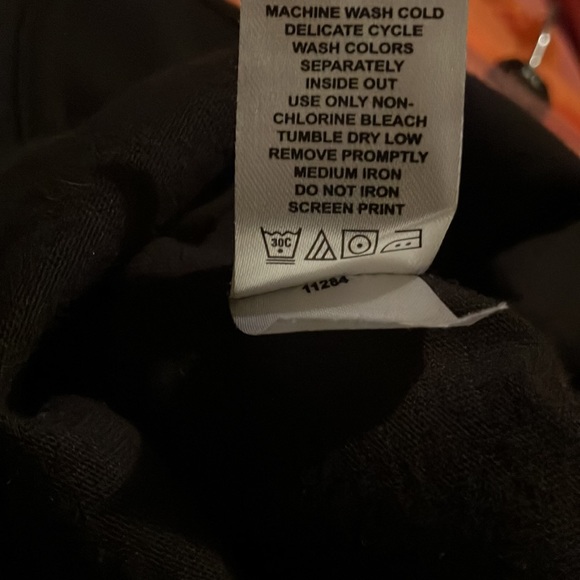 MACHINE WASH COLD
DELICATE CYCLE
WASH COLORS
SEPARATELY
INSIDE OUT
USE ONLY NON-
CHLORINE BLEACH
TUMBLE DRY LOW
REMOVE PROMPTLY
MEDIUM IRON
DO NOT IRON
SCREEN PRINT
30C
11284